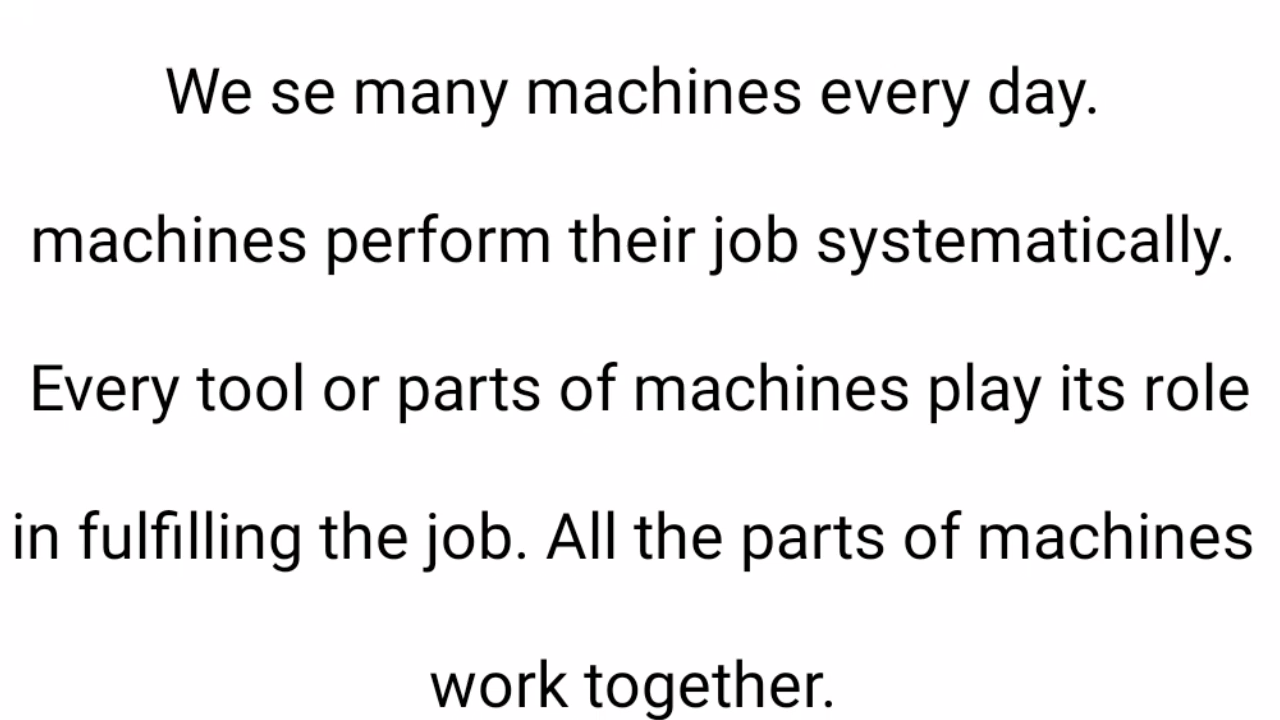 We se many machines every day.
machines perform their job systematically.
Every tool or parts of machines play its role
in fulfilling the job. All the parts of machines
work together.